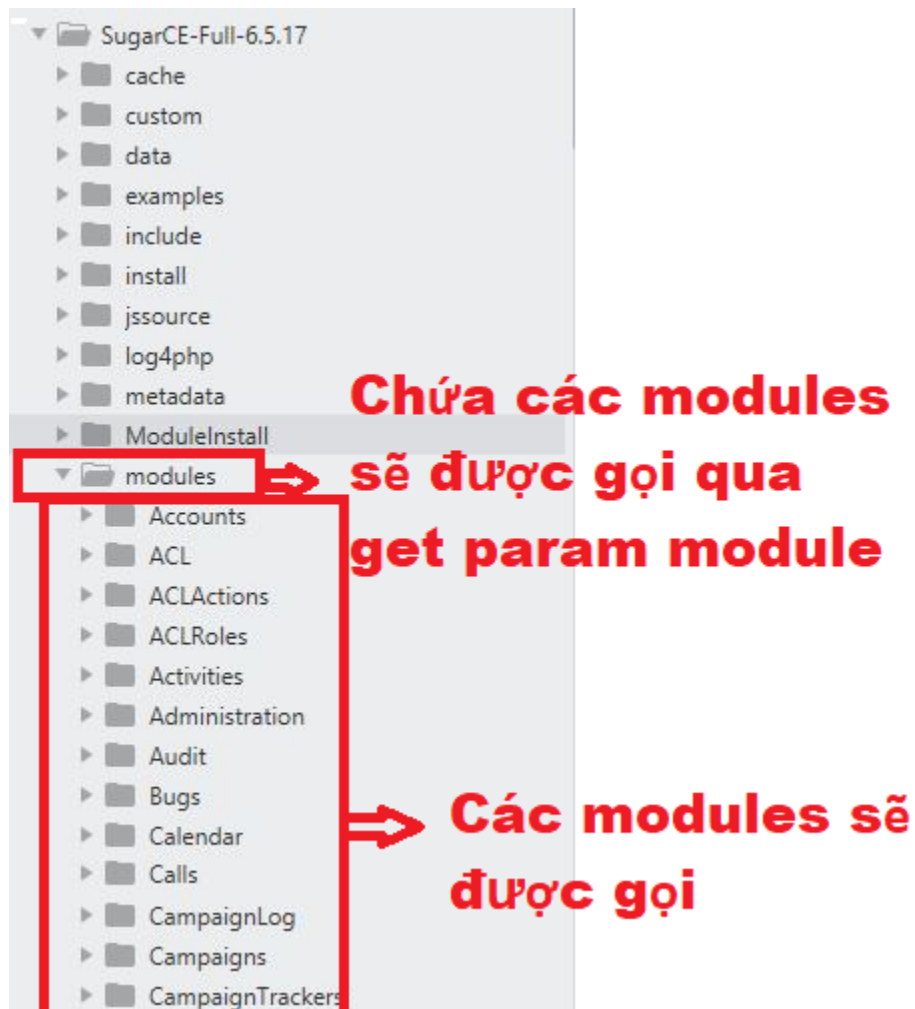 SugarCE-Full-6.5.17
cache
custom
data
examples
include
install
jssource
log4php
metadata
ModuleInstall
modules
Accounts
ACL
ACLActions
ACLRoles
Activities
Administration
Audit
Bugs
Calendar
Calls
CampaignLog
Campaigns
CampaignTrackers
Chứa các modules
sẽ được gọi qua
get param module
Các modules sẽ
được gọi